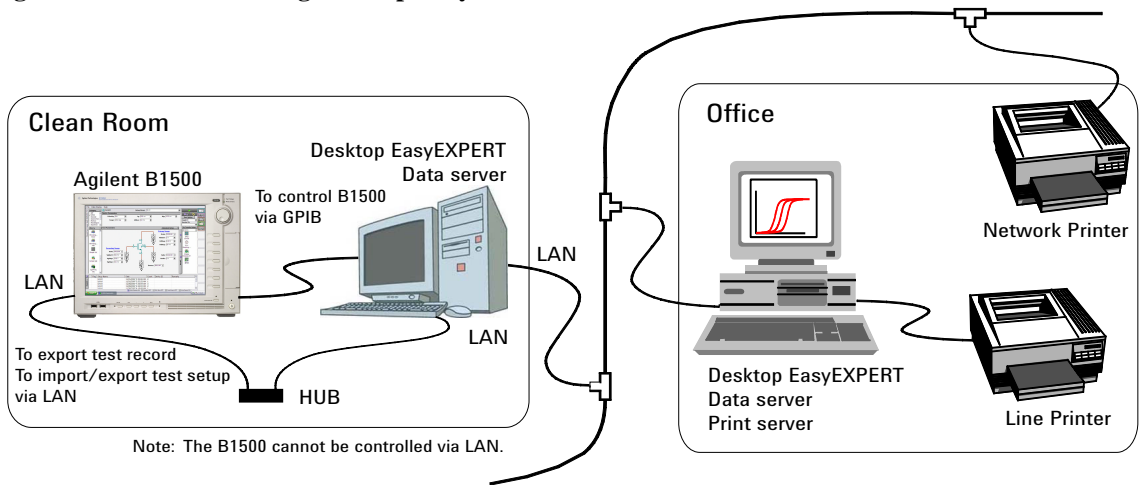 Clean Room
Desktop EasyEXPERT
Data server
Agilent B1500
To control B1500
via GPIB
LAN
LAN
LAN
To export test record
To import/export test setup
via LAN
HUB
Note: The B1500 cannot be controlled via LAN.
Office
Network Printer
Desktop EasyEXPERT
Data server
Print server
Line Printer